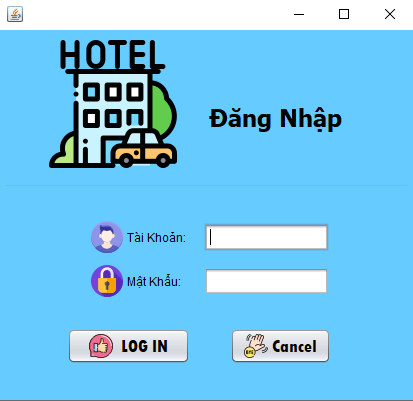 HOTEL
Đăng Nhập
Tài Khoản:
Mật Khẩu:
LOG IN
Cancel